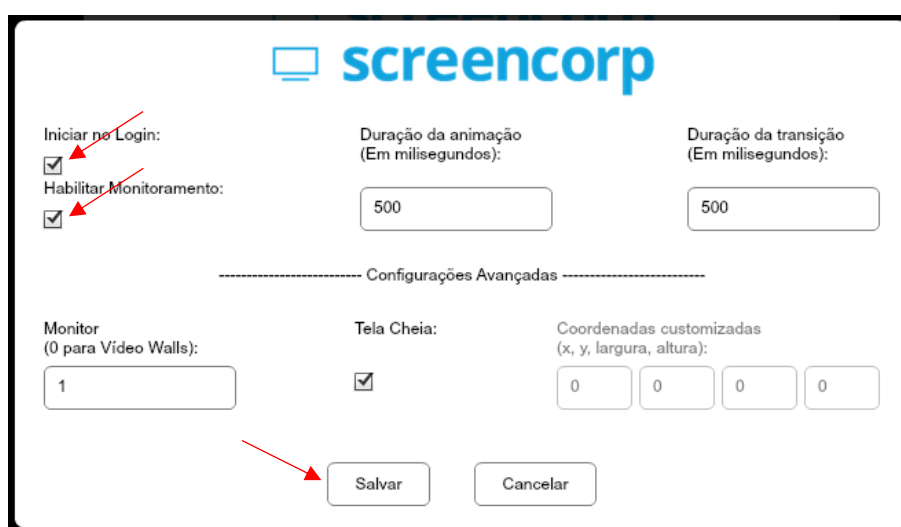 screencorp
Iniciar no Login:
Duração da animação
(Em milisegundos):
Duração da transição
(Em milisegundos):
Habilitar Monitoramento:
500
500
-------------------------- Configurações Avançadas --------------------------
Monitor
(0 para Vídeo Walls):
Tela Cheia:
Coordenadas customizadas
(x, y, largura, altura):
1
0
0
0
0
Salvar
Cancelar